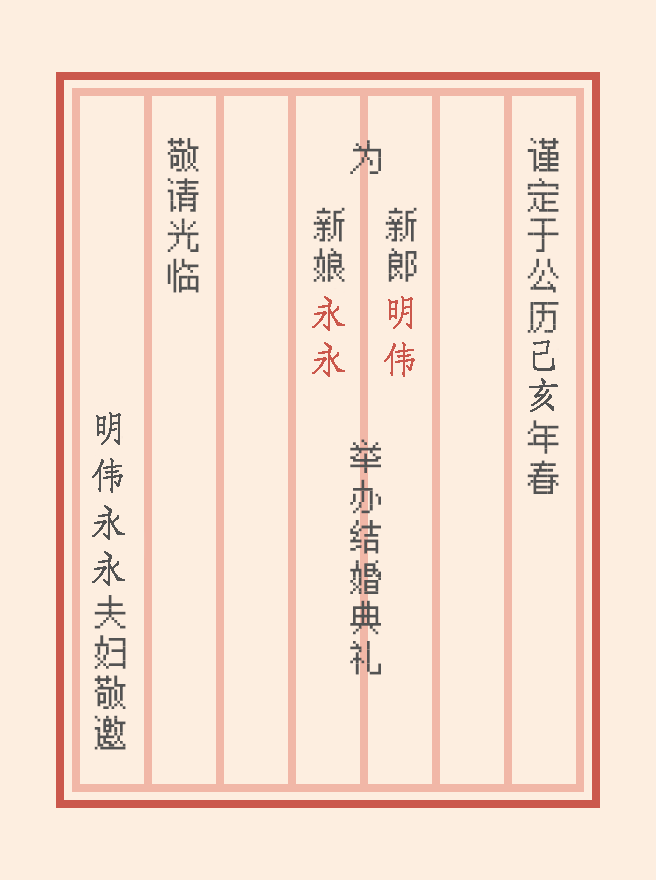 谨定于公历己亥年春
为
新郎明伟
新娘永永
举办结婚典礼
敬请光临
明伟永永夫妇敬邀